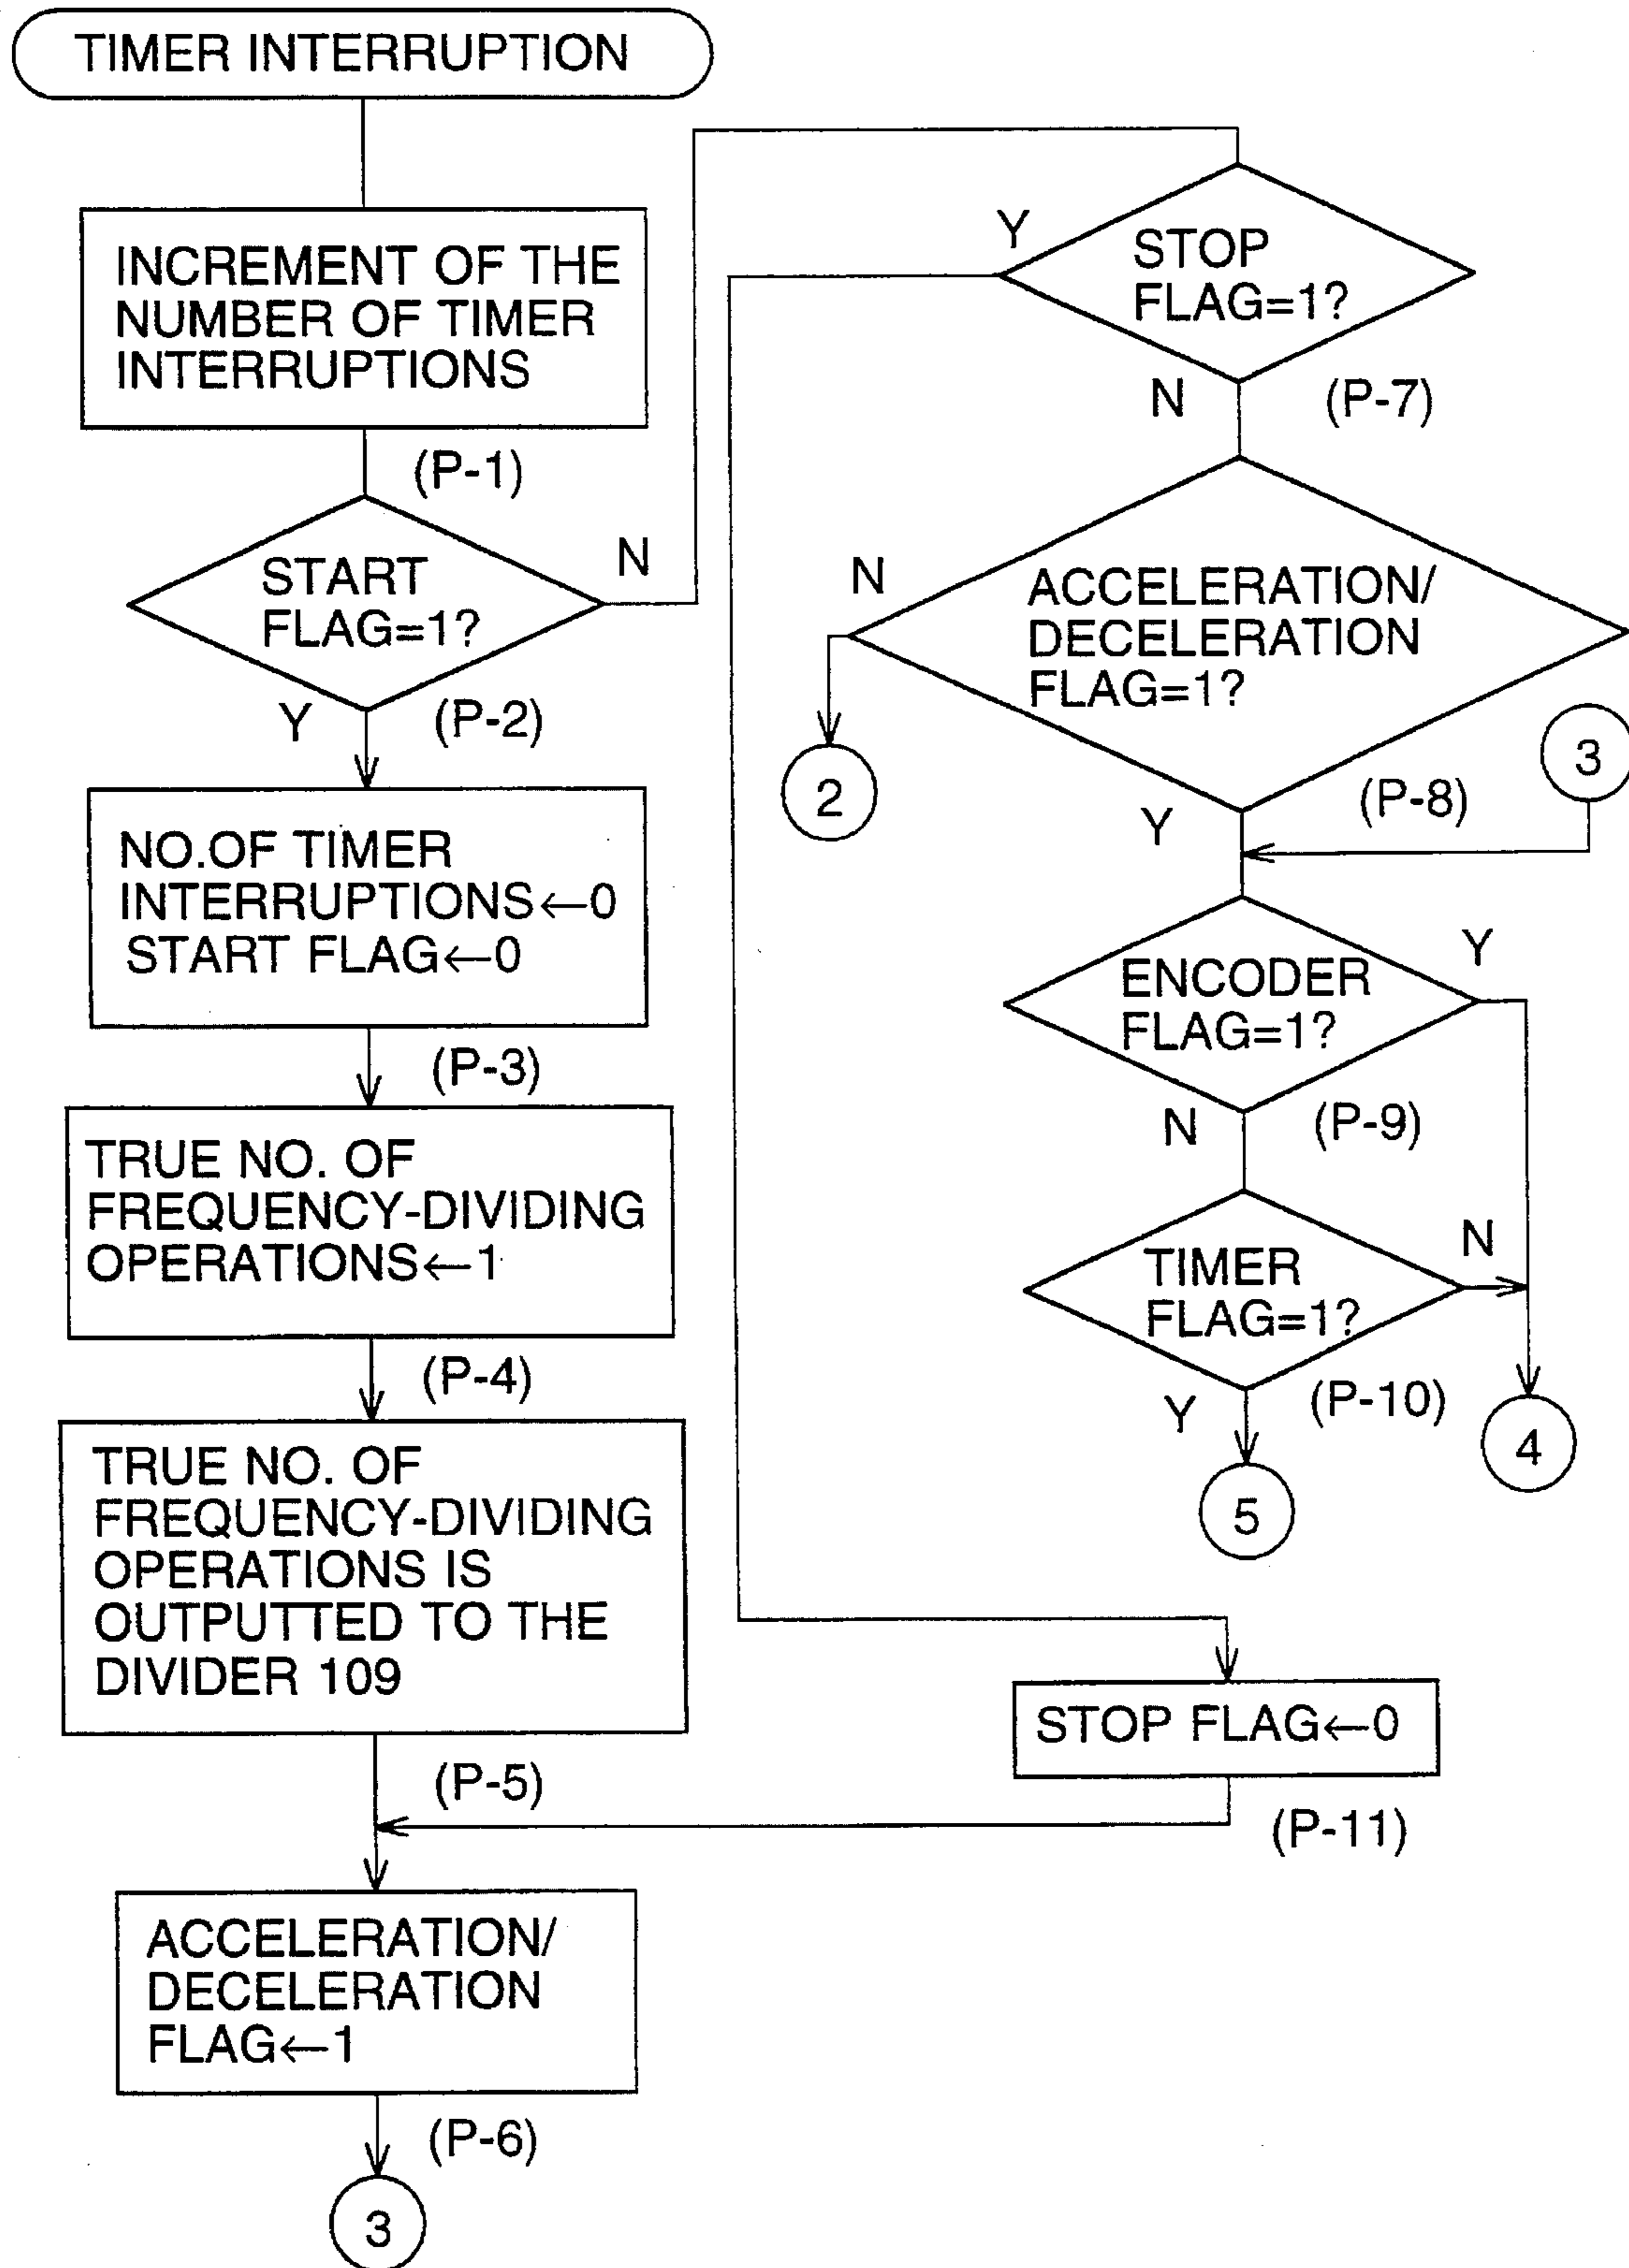 TIMER INTERRUPTION
INCREMENT OF THE
NUMBER OF TIMER
INTERRUPTIONS
(P-1)
START
FLAG=1?
N
Y
(P-2)
NO.OF TIMER
INTERRUPTIONS←0
START FLAG←0
(P-3)
TRUE NO. OF
FREQUENCY-DIVIDING
OPERATIONS←1
(P-4)
TRUE NO. OF
FREQUENCY-DIVIDING
OPERATIONS IS
OUTPUTTED TO THE
DIVIDER 109
(P-5)
ACCELERATION/
DECELERATION
FLAG←1
(P-6)
3
Y
STOP
FLAG=1?
N
(P-7)
N
ACCELERATION/
DECELERATION
FLAG=1?
2
3
Y
(P-8)
ENCODER
FLAG=1?
Y
N
(P-9)
TIMER
FLAG=1?
N
Y
(P-10)
4
5
STOP FLAG←0
(P-11)